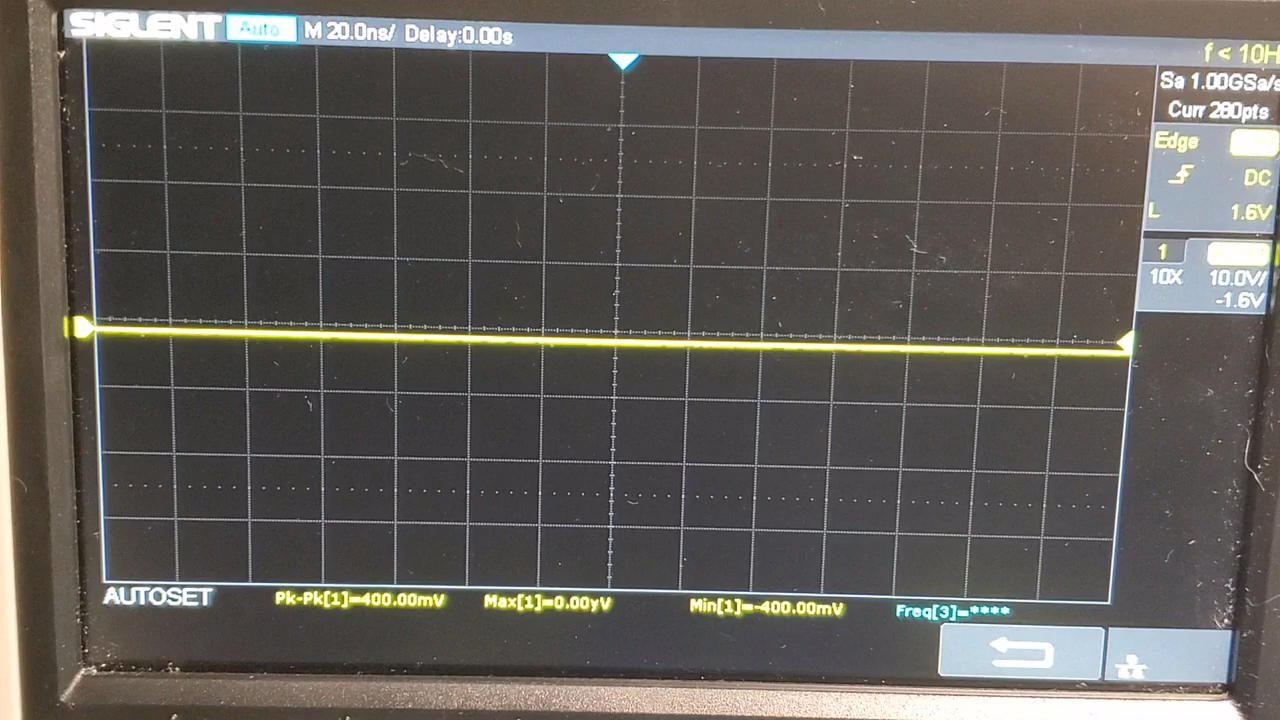 SIGLENT Auto M 20.0ns/ Delay:0.00s
f < 10H
Sa 1.00GSa/s
Curr 280pts
Edge
DC
L 1.6V
1
10X 10.0V/
-1.6V
AUTOSET Pk-Pk[1]=400.00mV Max[1]=0.00yV Min[1]=-400.00mV Freq[3]=****